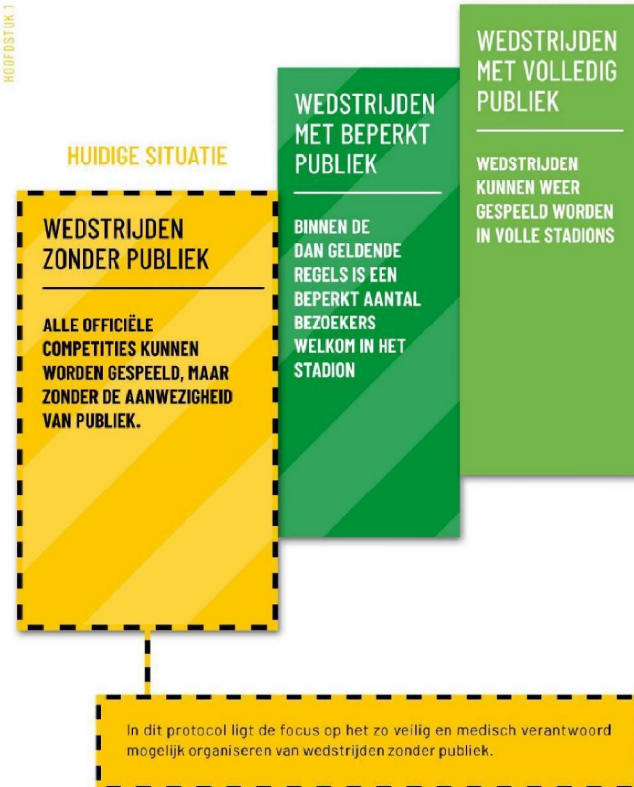 HOOFDSTUK 1
HUIDIGE SITUATIE
WEDSTRIJDEN
ZONDER PUBLIEK
ALLE OFFICIËLE
COMPETITIES KUNNEN
WORDEN GESPEELD, MAAR
ZONDER DE AANWEZIGHEID
VAN PUBLIEK.
WEDSTRIJDEN
MET BEPERKT
PUBLIEK
BINNEN DE
DAN GELDENDE
REGELS IS EEN
BEPERKT AANTAL
BEZOEKERS
WELKOM IN HET
STADION
WEDSTRIJDEN
MET VOLLEDIG
PUBLIEK
WEDSTRIJDEN
KUNNEN WEER
GESPEELD WORDEN
IN VOLLE STADIONS
In dit protocol ligt de focus op het zo veilig en medisch verantwoord
mogelijk organiseren van wedstrijden zonder publiek.